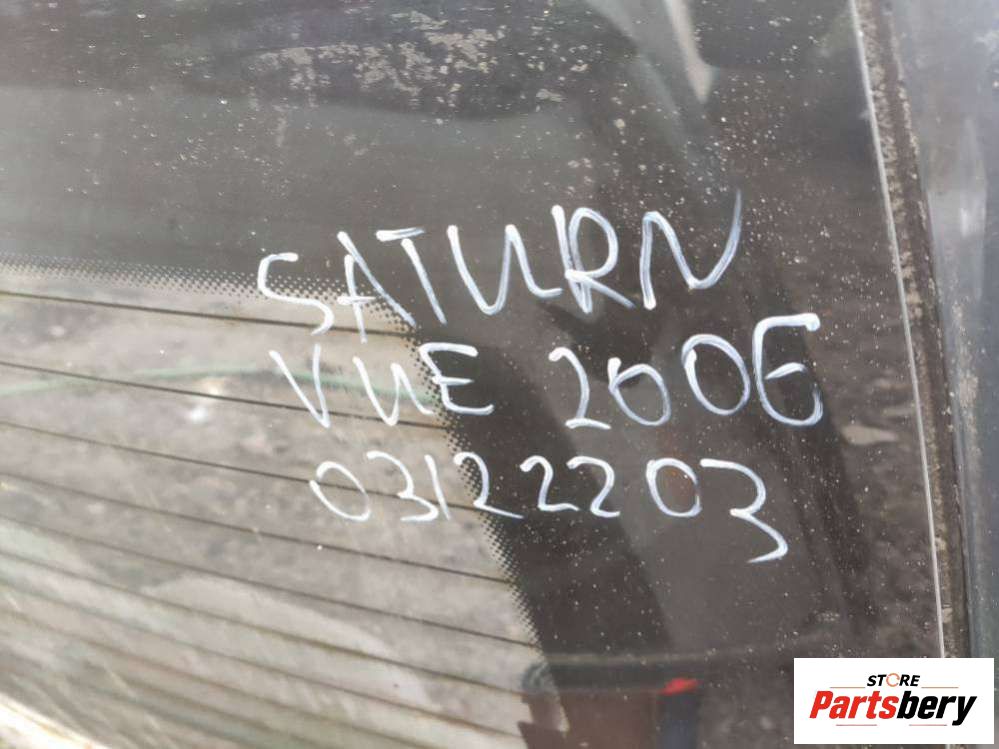 SATURN
VUE 2006
03122203
STORE
Partsbery